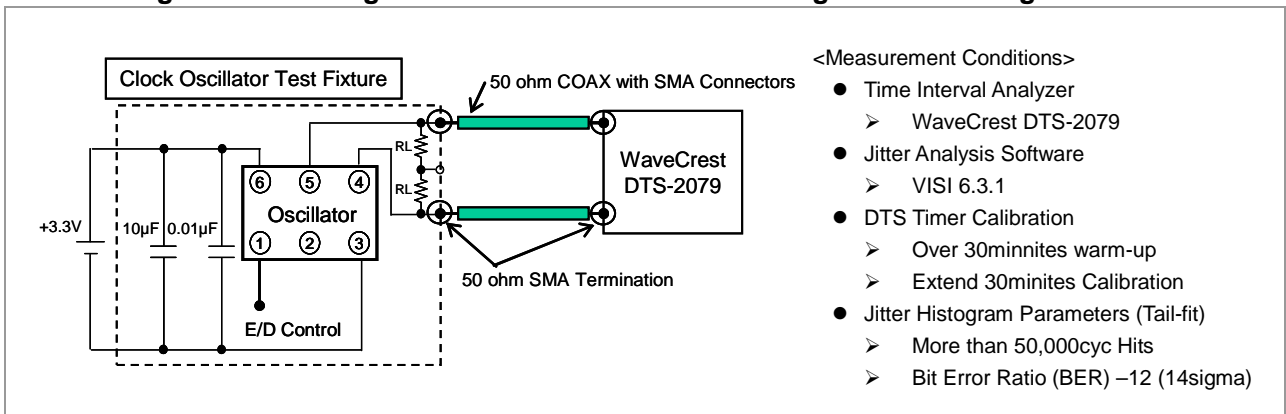 Clock Oscillator Test Fixture
50 ohm COAX with SMA Connectors
RL
RL
WaveCrest
DTS-2079
6 5 4
Oscillator
1 2 3
+3.3V
10µF 0.01µF
50 ohm SMA Termination
E/D Control
<Measurement Conditions>
● Time Interval Analyzer
➢ WaveCrest DTS-2079
● Jitter Analysis Software
➢ VISI 6.3.1
● DTS Timer Calibration
➢ Over 30minnites warm-up
➢ Extend 30minites Calibration
● Jitter Histogram Parameters (Tail-fit)
➢ More than 50,000cyc Hits
➢ Bit Error Ratio (BER) –12 (14sigma)